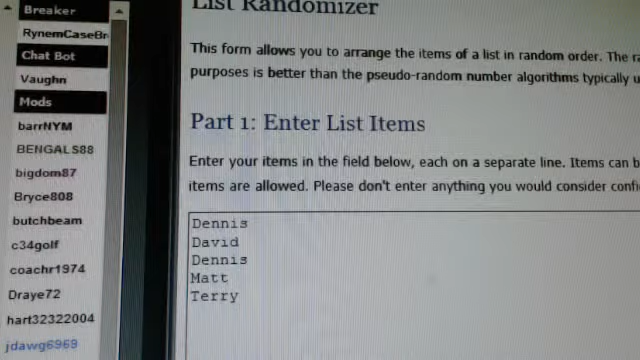 Breaker
RynemCaseBr
Chat Bot
Vaughn
Mods
barrNYM
BENGALS88
bigdom87
Bryce808
butchbeam
c34golf
coachr1974
Draye72
hart32322004
jdawg6969
List Randomizer
This form allows you to arrange the items of a list in random order. The ra
purposes is better than the pseudo-random number algorithms typically u
Part 1: Enter List Items
Enter your items in the field below, each on a separate line. Items can b
items are allowed. Please don't enter anything you would consider confi
Dennis
David
Dennis
Matt
Terry